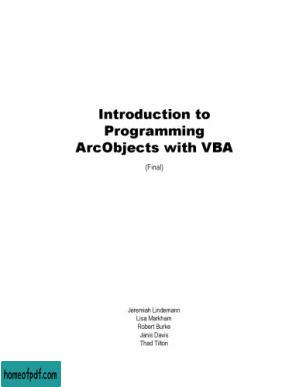 Introduction to
Programming
ArcObjects with VBA
(Final)
Jeremiah Lindemann
Lisa Markham
Robert Burke
Janis Davis
Thad Tilton
homeofpdf.com